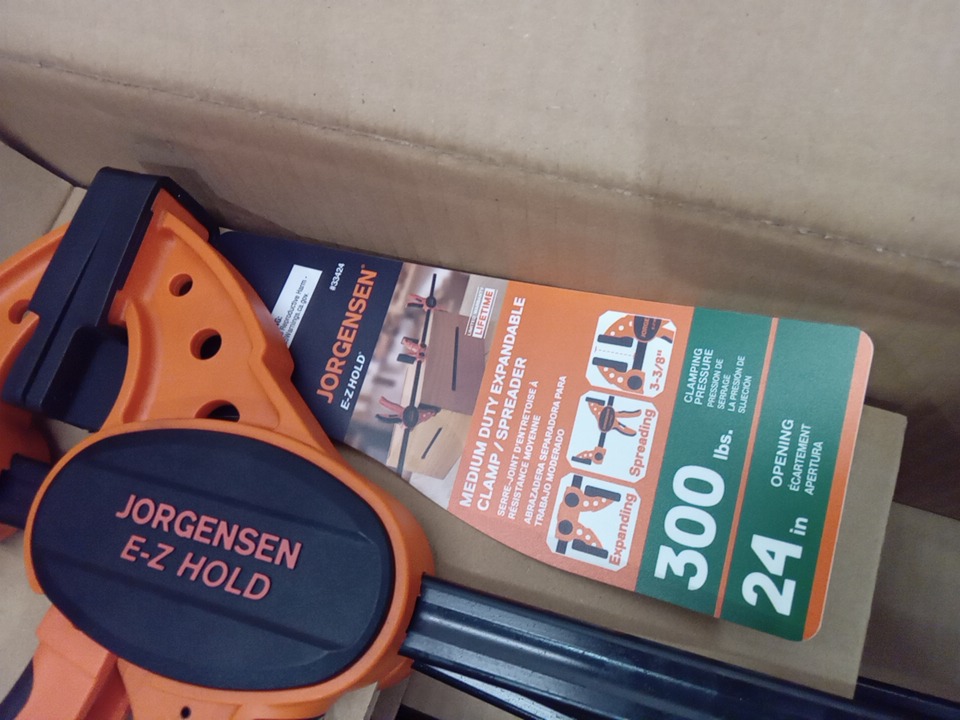 JORGENSEN
E-Z HOLD
#33424
JORGENSEN®
E-Z HOLD®
Reproductive Harm -
LIFETIME
MEDIUM DUTY EXPANDABLE
CLAMP / SPREADER
SERRE-JOINT D'ENTRETOISE À
RÉSISTANCE MOYENNE
ABRAZADERA SEPARADORA PARA
TRABAJO MODERADO
Expanding
Spreading
3-3/8"
300 lbs.
CLAMPING
PRESSURE
PRESSION DE
SERRAGE
LA PRESIÓN DE
SUJECIÓN
24 in
OPENING
ÉCARTEMENT
APERTURA